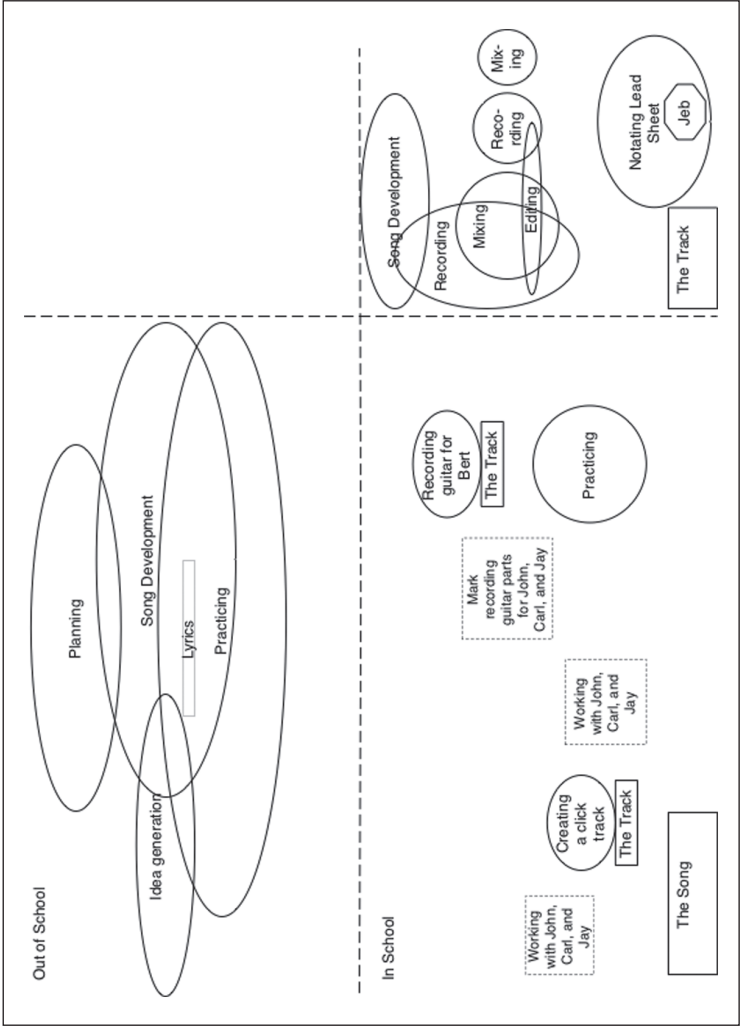 Out of School
Planning
Song Development
Idea generation
Lyrics
Practicing
In School
Working
with John,
Carl, and
Jay
Creating
a click
track
The Track
Working
with John,
Carl, and
Jay
Mark
recording
guitar parts
for John,
Carl, and Jay
Recording
guitar for
Bert
The Track
Practicing
The Song
Song Development
Recording
Mixing
Editing
Reco-
rding
Mix-
ing
Notating Lead
Sheet
Jeb
The Track